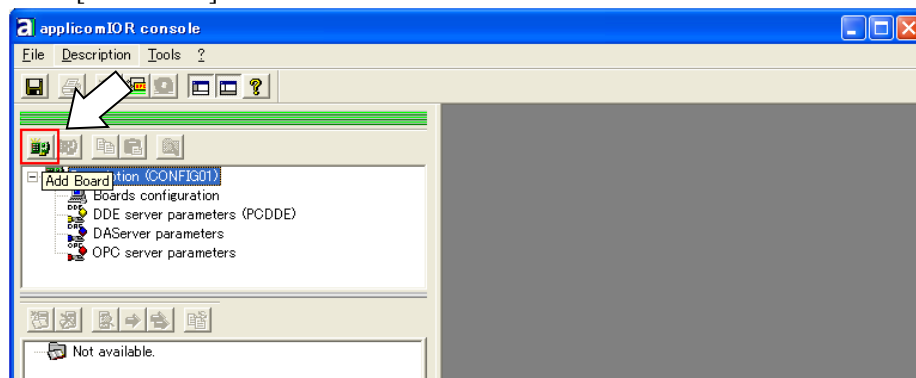 applicomIOR console
File Description Tools ?
ption (CONFIG01)
Add Board
Boards configuration
DDE server parameters (PCDDE)
DAServer parameters
OPC server parameters
Not available.